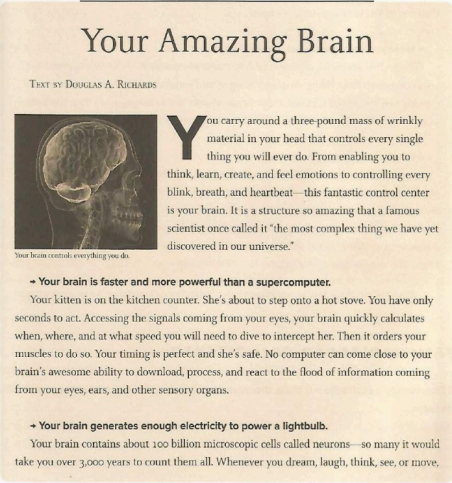 Your Amazing Brain
TEXT BY DOUGLAS A. RICHARDS
You carry around a three-pound mass of wrinkly
material in your head that controls every single
thing you will ever do. From enabling you to
think, learn, create, and feel emotions to controlling every
blink, breath, and heartbeat—this fantastic control center
is your brain. It is a structure so amazing that a famous
scientist once called it "the most complex thing we have yet
discovered in our universe."
Your brain controls everything you do.
→ Your brain is faster and more powerful than a supercomputer.
Your kitten is on the kitchen counter. She's about to step onto a hot stove. You have only
seconds to act. Accessing the signals coming from your eyes, your brain quickly calculates
when, where, and at what speed you will need to dive to intercept her. Then it orders your
muscles to do so. Your timing is perfect and she's safe. No computer can come close to your
brain's awesome ability to download, process, and react to the flood of information coming
from your eyes, ears, and other sensory organs.
→ Your brain generates enough electricity to power a lightbulb.
Your brain contains about 100 billion microscopic cells called neurons—so many it would
take you over 3,000 years to count them all. Whenever you dream, laugh, think, see, or move,